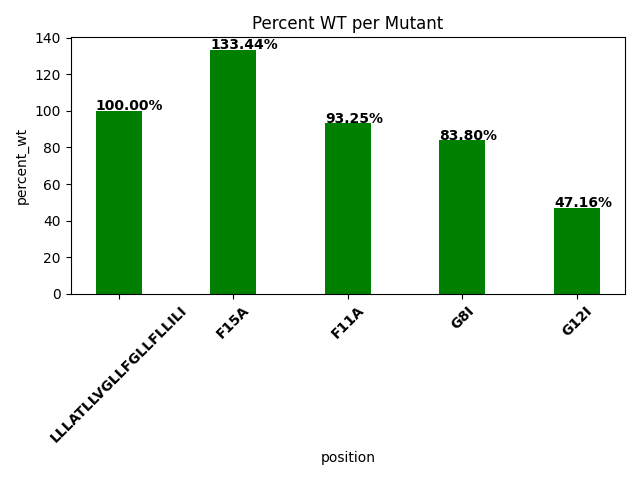 Percent WT per Mutant
percent_wt
140
120
100
80
60
40
20
0
100.00%
133.44%
93.25%
83.80%
47.16%
LLLATLLVGLLFGLLFLLILI
F15A
F11A
G8I
G12I
position